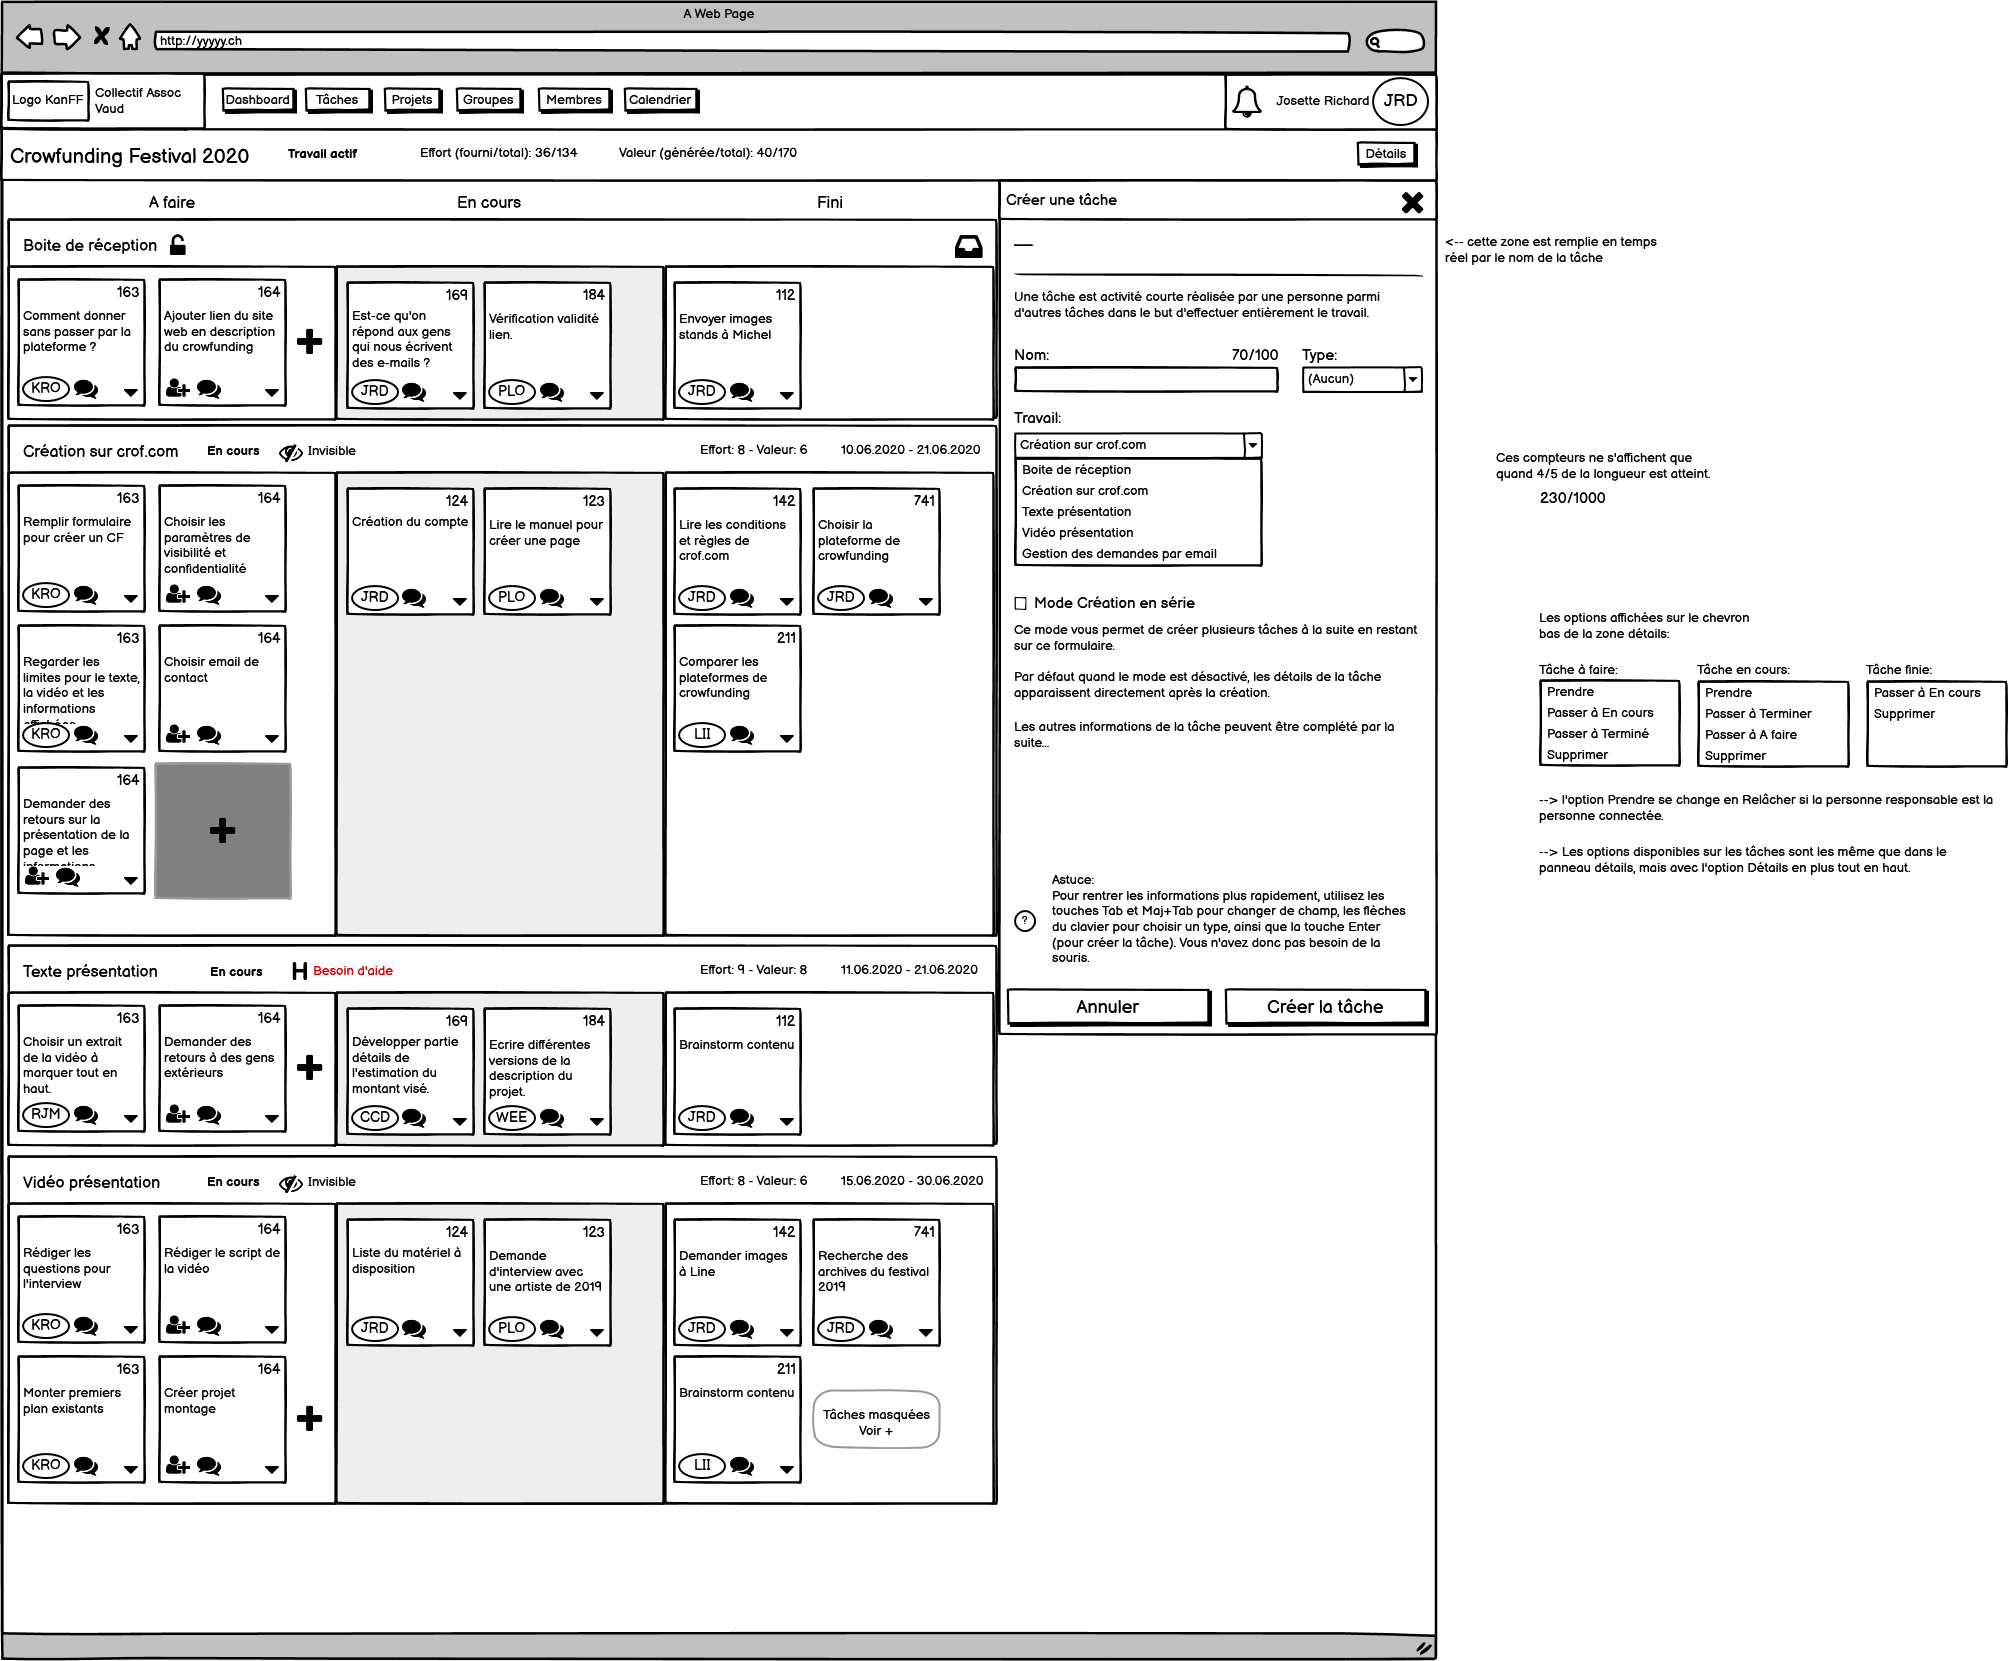 A Web Page
http://yyyyy.ch
Logo KanFF
Collectif Assoc
Vaud
Dashboard
Tâches
Projets
Groupes
Membres
Calendrier
Josette Richard
JRD
Crowfunding Festival 2020
Travail actif
Effort (fourni/total): 36/134
Valeur (générée/total): 40/170
Détails
A faire
En cours
Fini
Boite de réception
163
Comment donner
sans passer par la
plateforme ?
KRO
164
Ajouter lien du site
web en description
du crowfunding
169
Est-ce qu'on
répond aux gens
qui nous écrivent
des e-mails ?
JRD
184
Vérification validité
lien.
PLO
112
Envoyer images
stands à Michel
JRD
Création sur crof.com
En cours
Invisible
Effort: 8 - Valeur: 6
10.06.2020 - 21.06.2020
163
Remplir formulaire
pour créer un CF
KRO
164
Choisir les
paramètres de
visibilité et
confidentialité
124
Création du compte
JRD
123
Lire le manuel pour
créer une page
PLO
142
Lire les conditions
et règles de
crof.com
JRD
741
Choisir la
plateforme de
crowfunding
JRD
163
Regarder les
limites pour le texte,
la vidéo et les
informations
affichées
KRO
164
Choisir email de
contact
211
Comparer les
plateformes de
crowfunding
LII
164
Demander des
retours sur la
présentation de la
page et les
informations
Texte présentation
En cours
H Besoin d'aide
Effort: 9 - Valeur: 8
11.06.2020 - 21.06.2020
163
Choisir un extrait
de la vidéo à
marquer tout en
haut.
RJM
164
Demander des
retours à des gens
extérieurs
169
Développer partie
détails de
l'estimation du
montant visé.
CCD
184
Ecrire différentes
versions de la
description du
projet.
WEE
112
Brainstorm contenu
JRD
Vidéo présentation
En cours
Invisible
Effort: 8 - Valeur: 6
15.06.2020 - 30.06.2020
163
Rédiger les
questions pour
l'interview
KRO
164
Rédiger le script de
la vidéo
124
Liste du matériel à
disposition
JRD
123
Demande
d'interview avec
une artiste de 2019
PLO
142
Demander images
à Line
JRD
741
Recherche des
archives du festival
2019
JRD
163
Monter premiers
plan existants
KRO
164
Créer projet
montage
211
Brainstorm contenu
LII
Tâches masquées
Voir +
Créer une tâche
__
Une tâche est activité courte réalisée par une personne parmi
d'autres tâches dans le but d'effectuer entièrement le travail.
Nom:
70/100
Type:
(Aucun)
Travail:
Création sur crof.com
Boite de réception
Création sur crof.com
Texte présentation
Vidéo présentation
Gestion des demandes par email
Mode Création en série
Ce mode vous permet de créer plusieurs tâches à la suite en restant
sur ce formulaire.
Par défaut quand le mode est désactivé, les détails de la tâche
apparaissent directement après la création.
Les autres informations de la tâche peuvent être complété par la
suite...
?
Astuce:
Pour rentrer les informations plus rapidement, utilisez les
touches Tab et Maj+Tab pour changer de champ, les flèches
du clavier pour choisir un type, ainsi que la touche Enter
(pour créer la tâche). Vous n'avez donc pas besoin de la
souris.
Annuler
Créer la tâche
<-- cette zone est remplie en temps
réel par le nom de la tâche
Ces compteurs ne s'affichent que
quand 4/5 de la longueur est atteint.
230/1000
Les options affichées sur le chevron
bas de la zone détails:
Tâche à faire:
Prendre
Passer à En cours
Passer à Terminé
Supprimer
Tâche en cours:
Prendre
Passer à Terminer
Passer à A faire
Supprimer
Tâche finie:
Passer à En cours
Supprimer
--> l'option Prendre se change en Relâcher si la personne responsable est la
personne connectée.
--> Les options disponibles sur les tâches sont les même que dans le
panneau détails, mais avec l'option Détails en plus tout en haut.